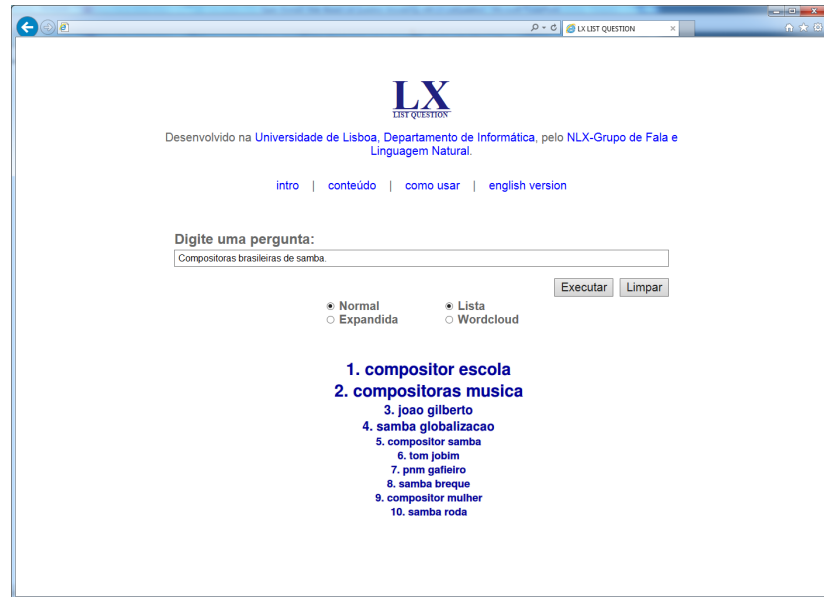 LX LIST QUESTION
LX
LIST QUESTION
Desenvolvido na Universidade de Lisboa, Departamento de Informática, pelo NLX-Grupo de Fala e
Linguagem Natural.
intro | conteúdo | como usar | english version
Digite uma pergunta:
Compositoras brasileiras de samba.
Executar Limpar
Normal Lista
Expandida Wordcloud
1. compositor escola
2. compositoras musica
3. joao gilberto
4. samba globalizacao
5. compositor samba
6. tom jobim
7. pnm gafieiro
8. samba breque
9. compositor mulher
10. samba roda